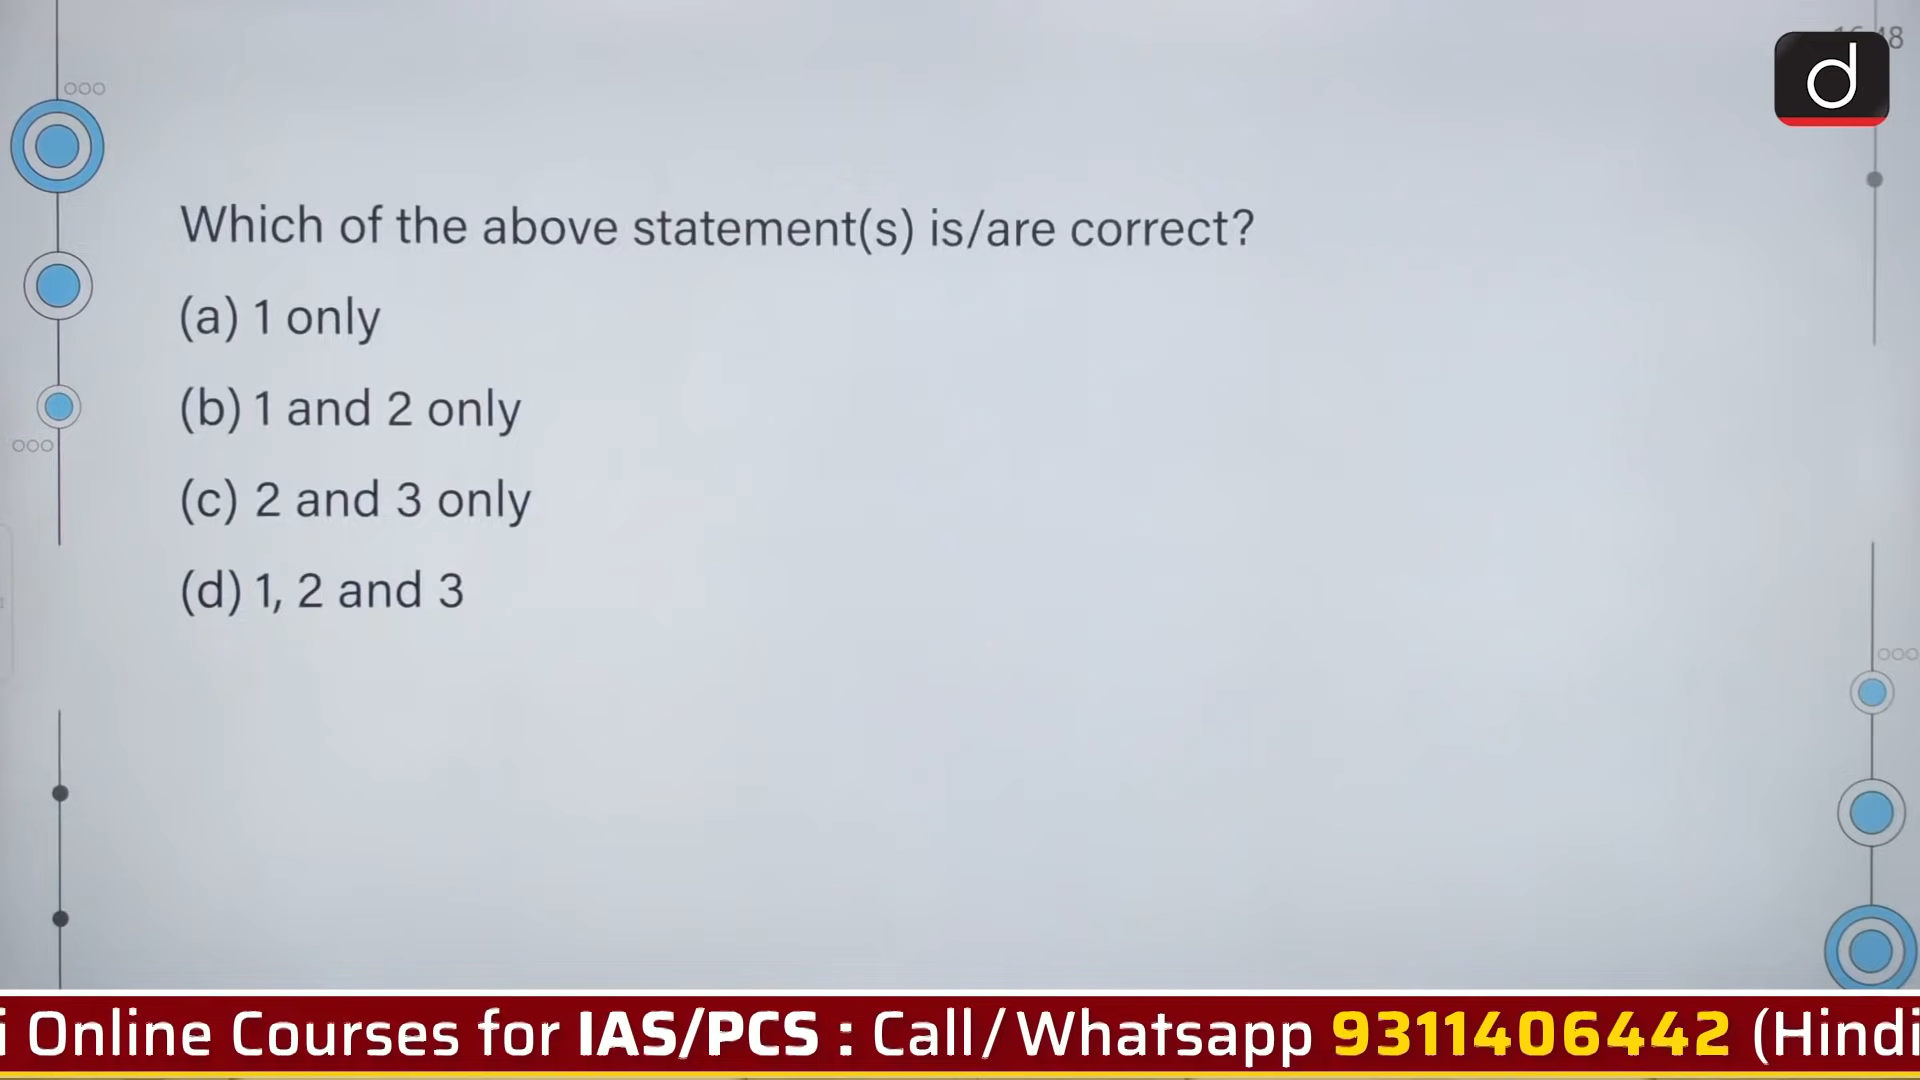 Which of the above statement(s) is/are correct?
(a) 1 only
(b) 1 and 2 only
(c) 2 and 3 only
(d) 1, 2 and 3
i Online Courses for IAS/PCS : Call/Whatsapp 9311406442 (Hindi